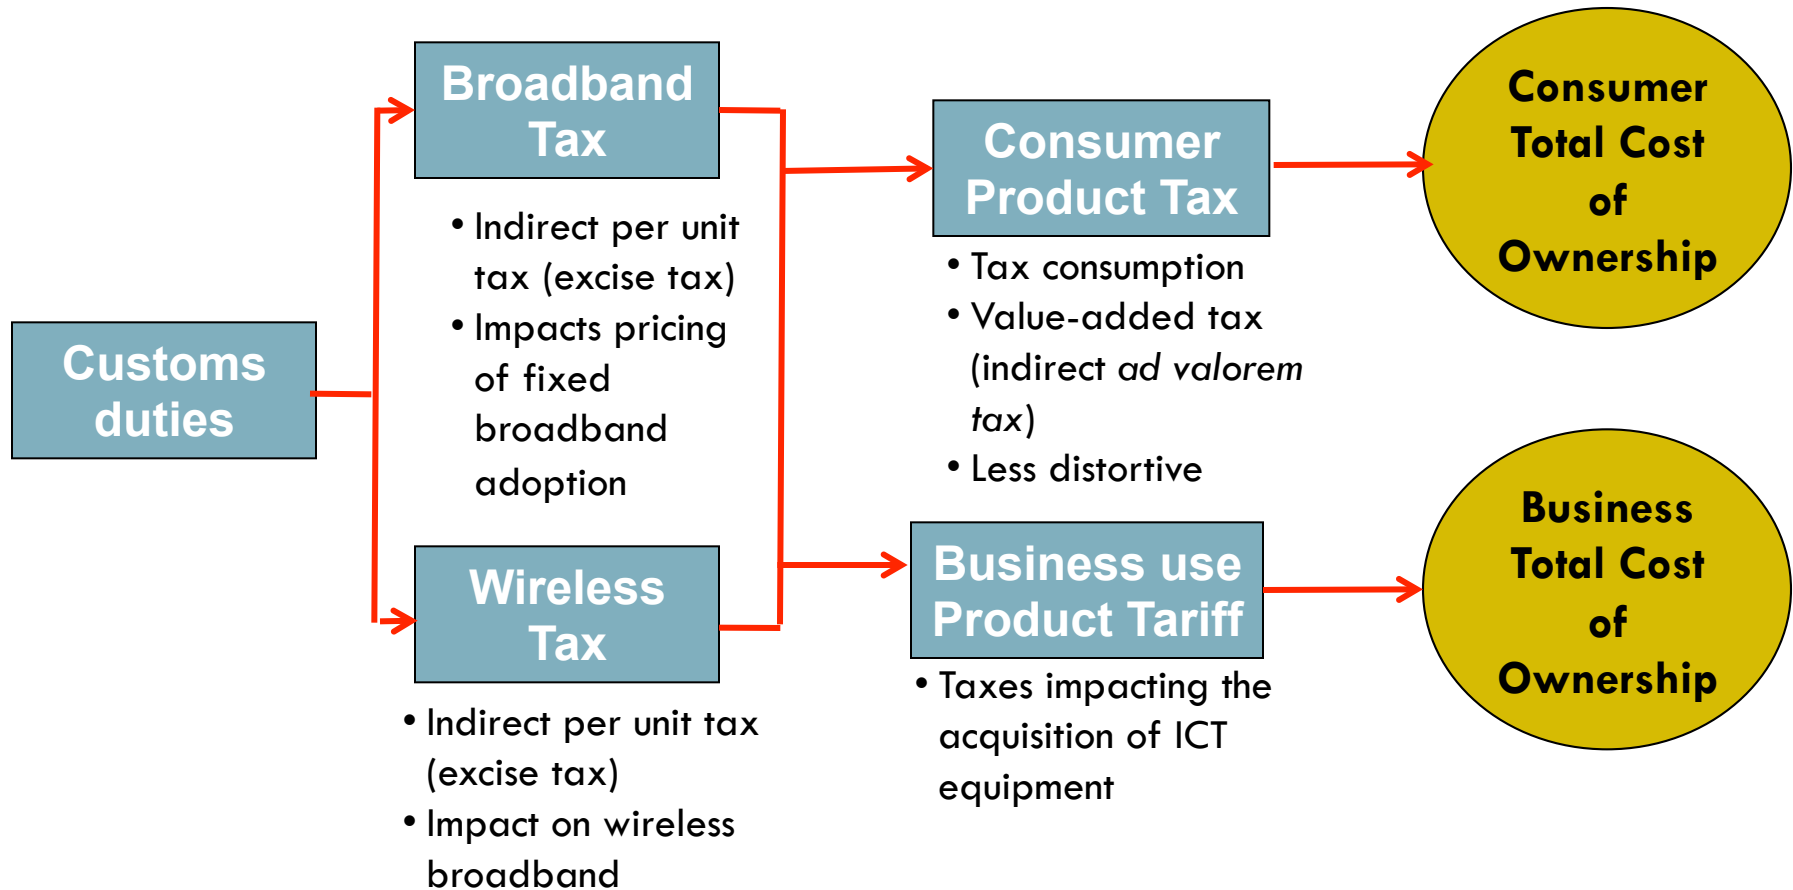 Customs
duties
Broadband
Tax
• Indirect per unit
tax (excise tax)
• Impacts pricing
of fixed
broadband
adoption
Wireless
Tax
• Indirect per unit tax
(excise tax)
• Impact on wireless
broadband
Consumer
Product Tax
• Tax consumption
• Value-added tax
(indirect ad valorem
tax)
• Less distortive
Business use
Product Tariff
• Taxes impacting the
acquisition of ICT
equipment
Consumer
Total Cost
of
Ownership
Business
Total Cost
of
Ownership